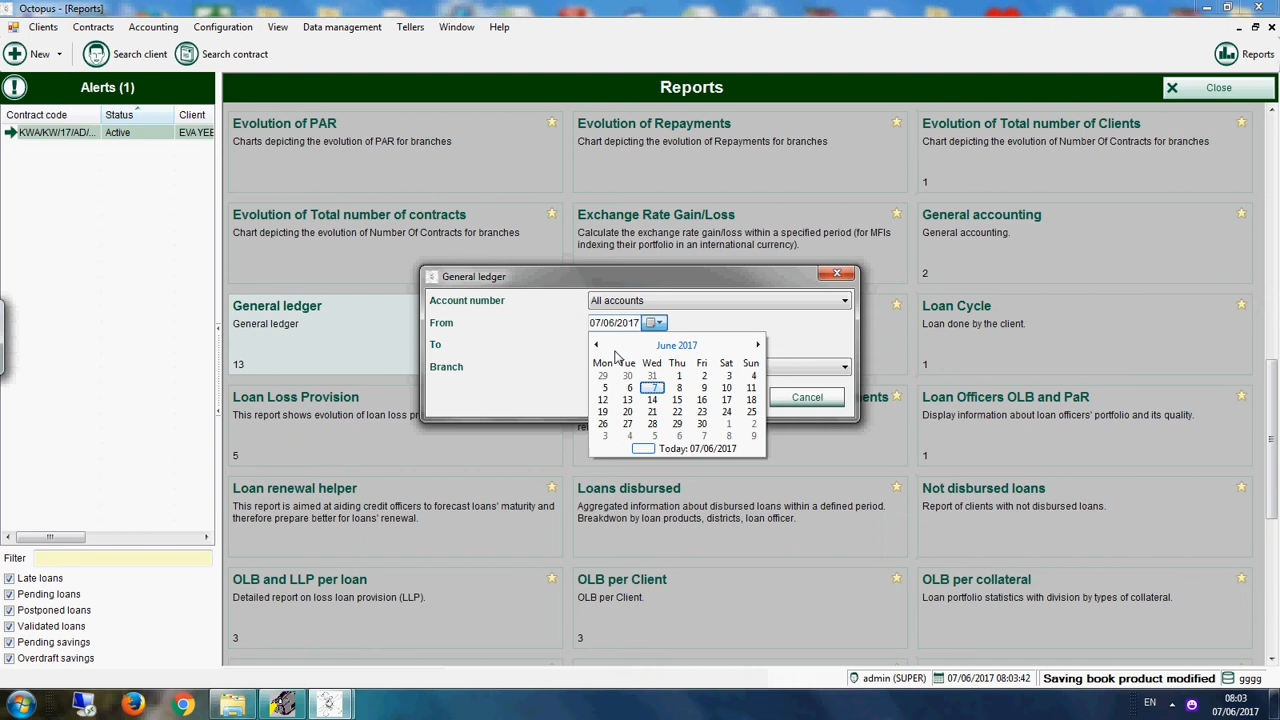 Octopus - [Reports]
Clients Contracts Accounting Configuration View Data management Tellers Window Help
New Search client Search contract Reports
Alerts (1)
Reports
Close
Contract code Status Client
KWA/KW/17/AD/... Active EVA YEE
Evolution of PAR
Charts depicting the evolution of PAR for branches
Evolution of Repayments
Chart depicting the evolution of Repayments for branches
Evolution of Total number of Clients
Chart depicting the evolution of Number Of Contracts for branches
1
Evolution of Total number of contracts
Chart depicting the evolution of Number Of Contracts for branches
Exchange Rate Gain/Loss
Calculate the exchange rate gain/loss within a specified period (for MFIs
indexing their portfolio in an international currency).
General accounting
General accounting.
2
General ledger
General ledger
13
General ledger
Account number All accounts
From 07/06/2017
To
Branch
Cancel
June 2017
Mon Tue Wed Thu Fri Sat Sun
29 30 31 1 2 3 4
5 6 7 8 9 10 11
12 13 14 15 16 17 18
19 20 21 22 23 24 25
26 27 28 29 30 1 2
3 4 5 6 7 8 9
Today: 07/06/2017
Loan Cycle
Loan done by the client.
1
Loan Loss Provision
This report shows evolution of loan loss pr
5
ents
Loan Officers OLB and PaR
Display information about loan officers' portfolio and its quality.
1
Loan renewal helper
This report is aimed at aiding credit officers to forecast loans' maturity and
therefore prepare better for loans' renewal.
Loans disbursed
Aggregated information about disbursed loans within a defined period.
Breakdwon by loan products, districts, loan officer.
Not disbursed loans
Report of clients with not disbursed loans.
OLB and LLP per loan
Detailed report on loss loan provision (LLP).
3
OLB per Client
OLB per Client.
3
OLB per collateral
Loan portfolio statistics with division by types of collateral.
Filter
Late loans
Pending loans
Postponed loans
Validated loans
Pending savings
Overdraft savings
admin (SUPER) 07/06/2017 08:03:42 Saving book product modified gggg
EN 08:03
07/06/2017